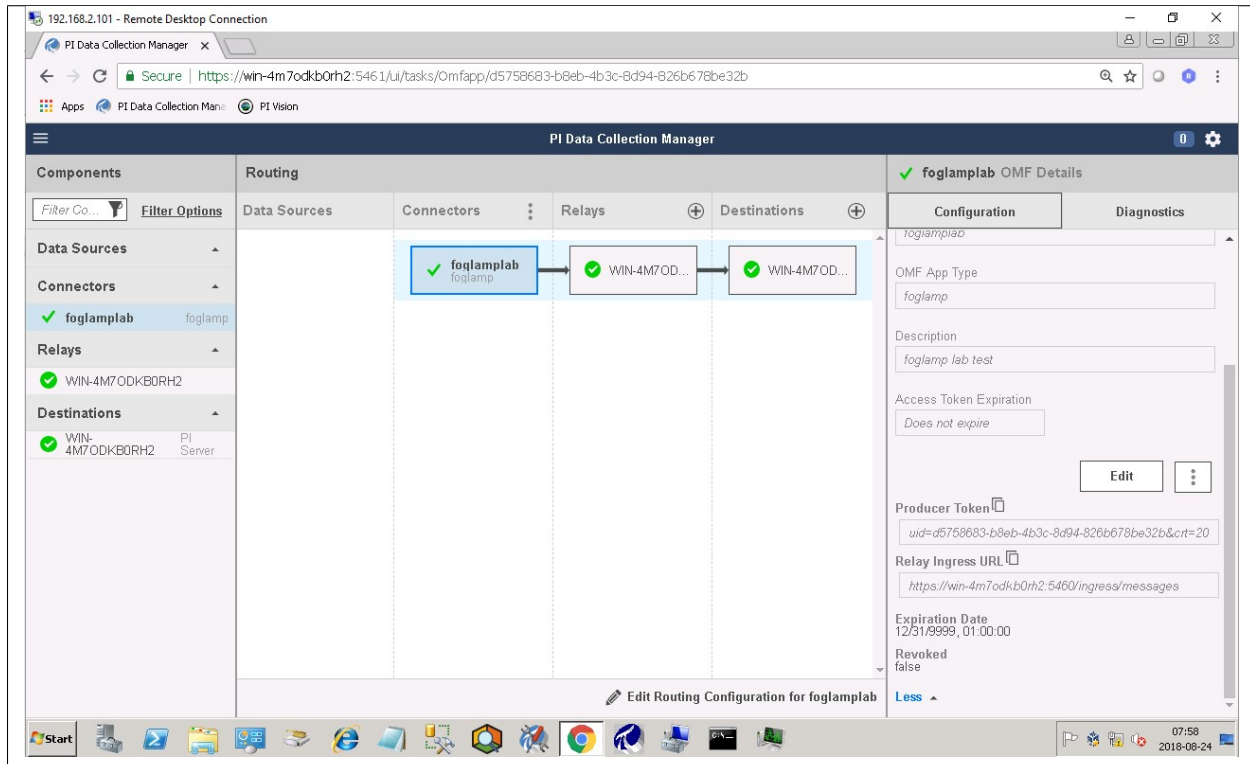 192.168.2.101 - Remote Desktop Connection
PI Data Collection Manager
Secure | https://win-4m7odkb0rh2:5461/ui/tasks/Omfapp/d5758683-b8eb-4b3c-8d94-826b678be32b
Apps PI Data Collection Mana PI Vision
PI Data Collection Manager
0
Components
Filter Co... Filter Options
Data Sources
Connectors
foglamplab foglamp
Relays
WIN-4M7ODKB0RH2
Destinations
WIN-4M7ODKB0RH2 PI Server
Routing
Data Sources Connectors Relays Destinations
foglamplab
foglamp
WIN-4M7OD...
WIN-4M7OD...
Edit Routing Configuration for foglamplab
foglamplab OMF Details
Configuration Diagnostics
foglamplab
OMF App Type
foglamp
Description
foglamp lab test
Access Token Expiration
Does not expire
Edit
Producer Token
uid=d5758683-b8eb-4b3c-8d94-826b678be32b&crt=20
Relay Ingress URL
https://win-4m7odkb0rh2:5460/ingress/messages
Expiration Date
12/31/9999, 01:00:00
Revoked
false
Less
Start
07:58
2018-08-24